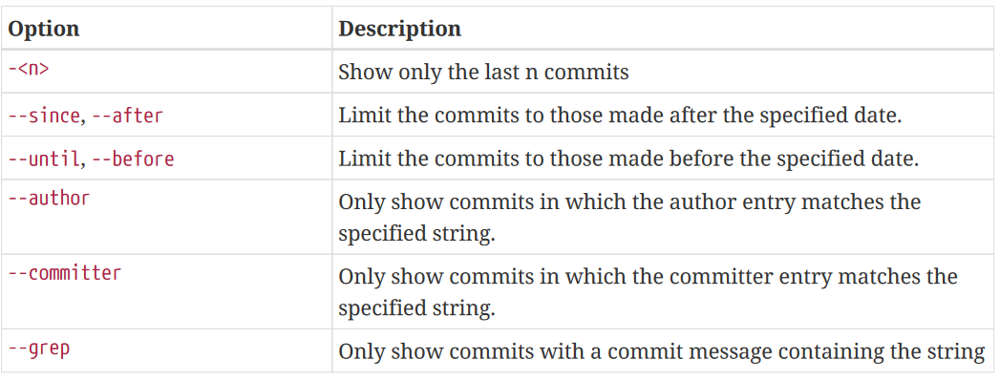 Option Description
-<n> Show only the last n commits
--since, --after Limit the commits to those made after the specified date.
--until, --before Limit the commits to those made before the specified date.
--author Only show commits in which the author entry matches the
specified string.
--committer Only show commits in which the committer entry matches the
specified string.
--grep Only show commits with a commit message containing the string